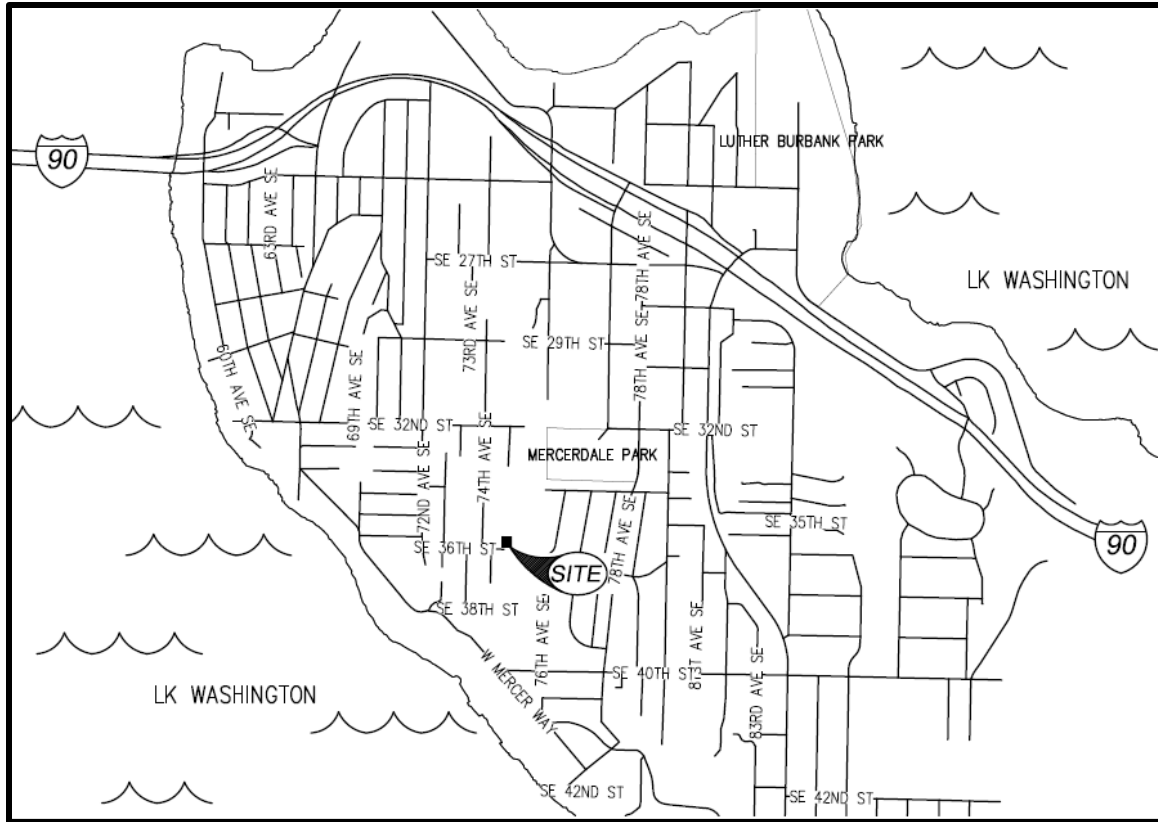 LUTHER BURBANK PARK
90
63RD AVE SE
78TH AVE SE
SE 27TH ST
LK WASHINGTON
73RD AVE SE
SE 29TH ST
78TH AVE SE
60TH AVE SE
69TH AVE SE
SE 32ND ST
SE 32ND ST
MERCERDALE PARK
72ND AVE SE
74TH AVE SE
78TH AVE SE
SE 35TH ST
SE 36TH ST
90
SITE
SE 38TH ST
76TH AVE SE
81ST AVE SE
83RD AVE SE
SE 40TH ST
W MERCER WAY
LK WASHINGTON
SE 42ND ST
SE 42ND ST